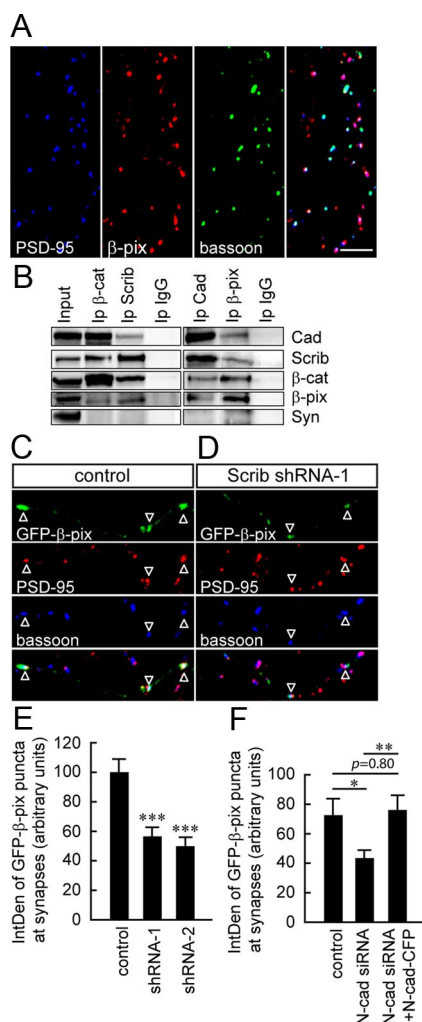 A
PSD-95 β-pix bassoon
B
Input Ip β-cat Ip Scrib Ip IgG Ip Cad Ip β-pix Ip IgG
Cad
Scrib
β-cat
β-pix
Syn
C D
control Scrib shRNA-1
GFP-β-pix GFP-β-pix
PSD-95 PSD-95
bassoon bassoon
E
IntDen of GFP-β-pix puncta
at synapses (arbitrary units)
120
100
80
60
40
20
0
***
***
control
shRNA-1
shRNA-2
F
IntDen of GFP-β-pix puncta
at synapses (arbitrary units)
100
80
60
40
20
0
**
p=0.80
*
control
N-cad siRNA
N-cad siRNA
+N-cad-CFP